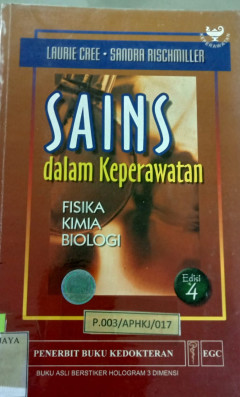 LAURIE CREE • SANDRA RISCHMILLER
SAINS
dalam Keperawatan
FISIKA
KIMIA
BIOLOGI
Edisi
4
P.003/APHKJ/017
JAYA
PENERBIT BUKU KEDOKTERAN
EGC
BUKU ASLI BERSTIKER HOLOGRAM 3 DIMENSI